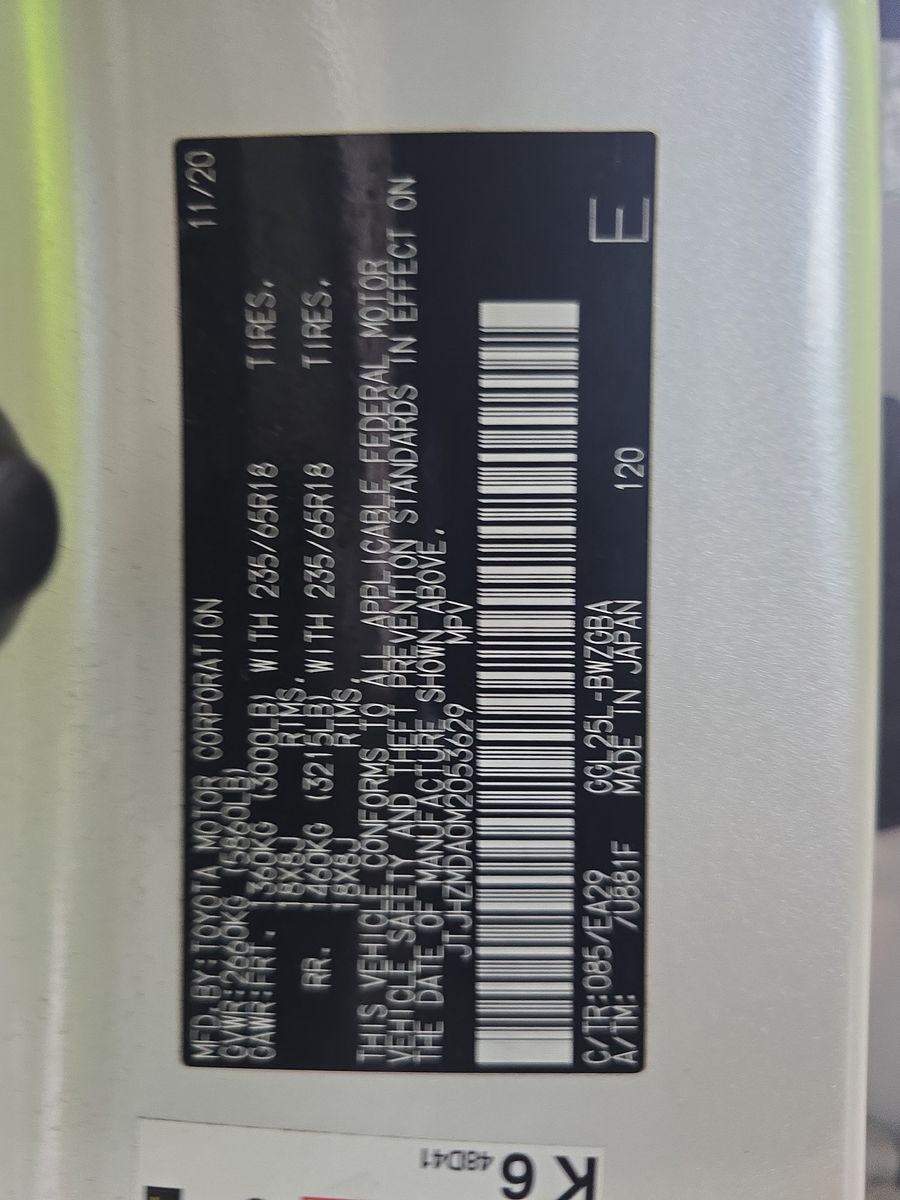 MFD.BY:TOYOTA MOTOR CORPORATION 11/20
GVWR:2660KG (5860LB)
GAWR:FRT. 1360KG (3000LB) WITH 235/65R18 TIRES,
18X8J RIMS,
RR. 1460KG (3215LB) WITH 235/65R18 TIRES,
18X8J RIMS,
THIS VEHICLE CONFORMS TO ALL APPLICABLE FEDERAL MOTOR
VEHICLE SAFETY AND THEFT PREVENTION STANDARDS IN EFFECT ON
THE DATE OF MANUFACTURE SHOWN ABOVE.
JTJHZMDA0M2053629 MPV
C/TR:085/EA29 GGL25L-BWZGBA
A/TM: -/U881F MADE IN JAPAN 120 E
K6
48D41